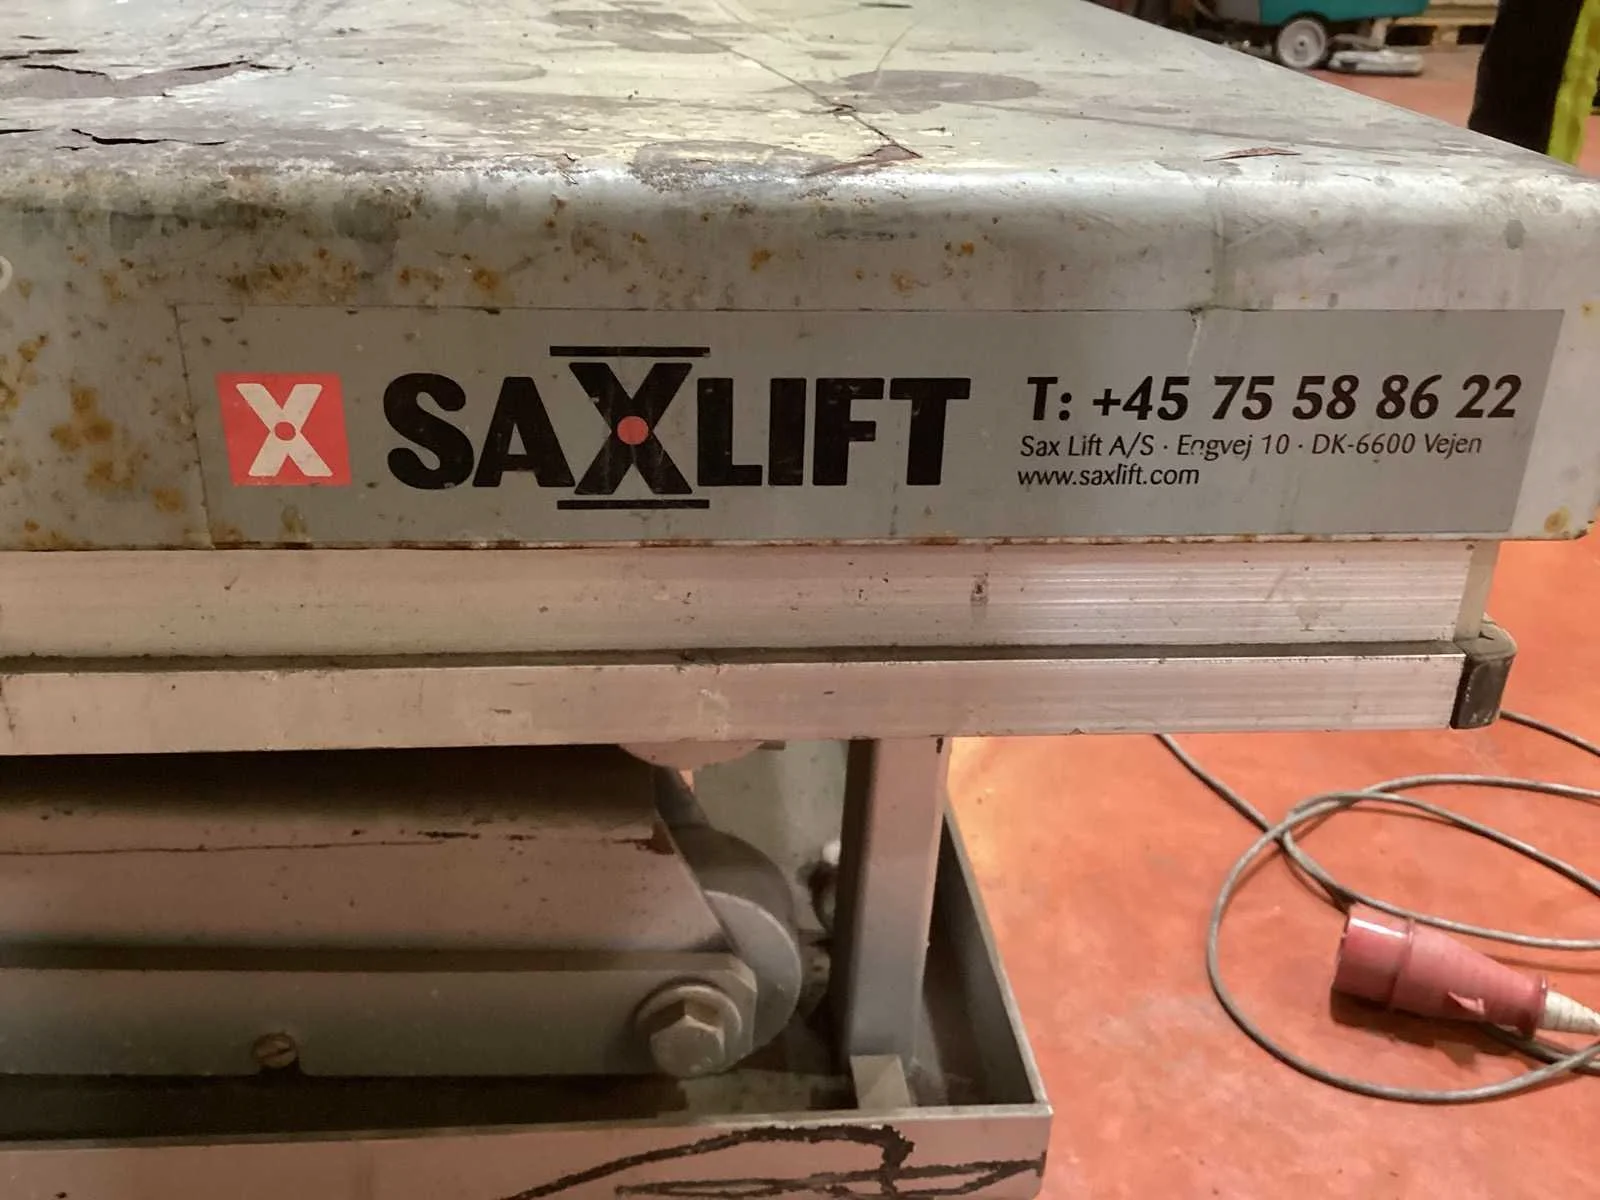 X SAXLIFT
T: +45 75 58 86 22
Sax Lift A/S · Engvej 10 · DK-6600 Vejen
www.saxlift.com